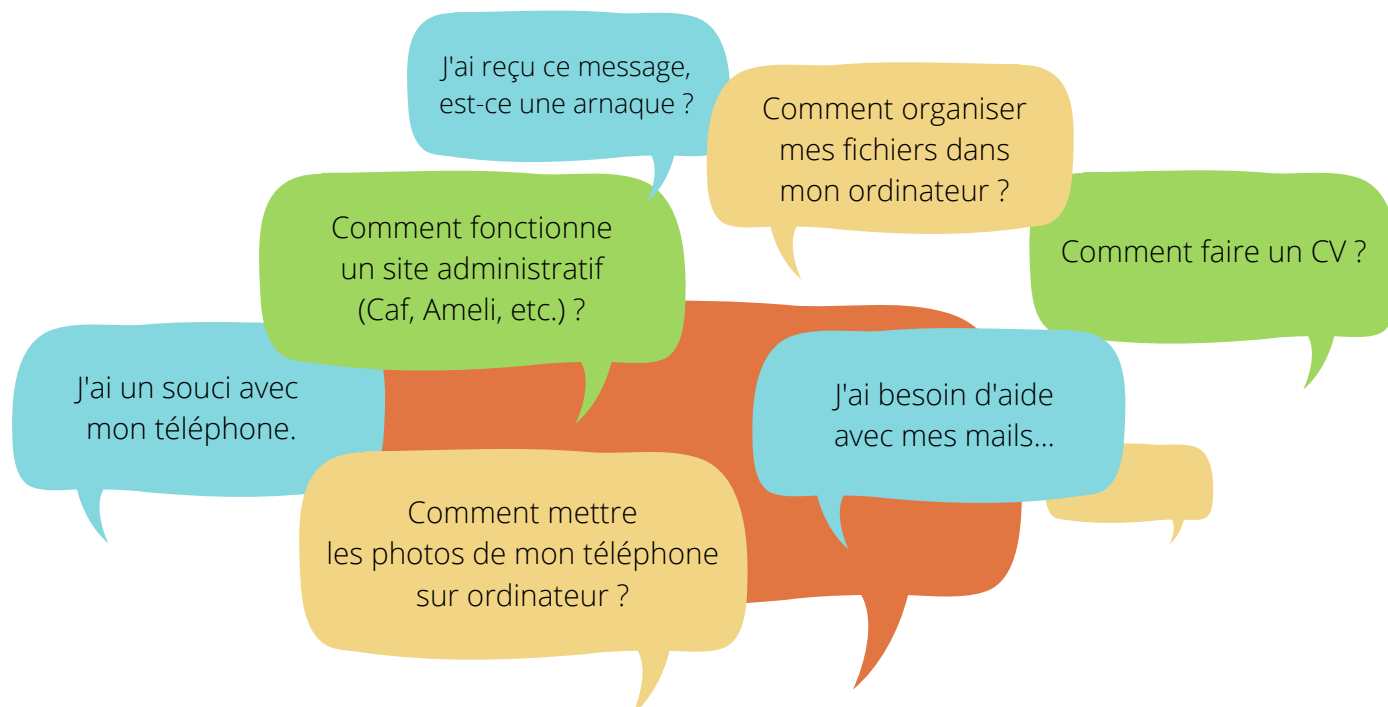 J'ai reçu ce message,
est-ce une arnaque ?
Comment organiser
mes fichiers dans
mon ordinateur ?
Comment fonctionne
un site administratif
(Caf, Ameli, etc.) ?
Comment faire un CV ?
J'ai un souci avec
mon téléphone.
J'ai besoin d'aide
avec mes mails...
Comment mettre
les photos de mon téléphone
sur ordinateur ?